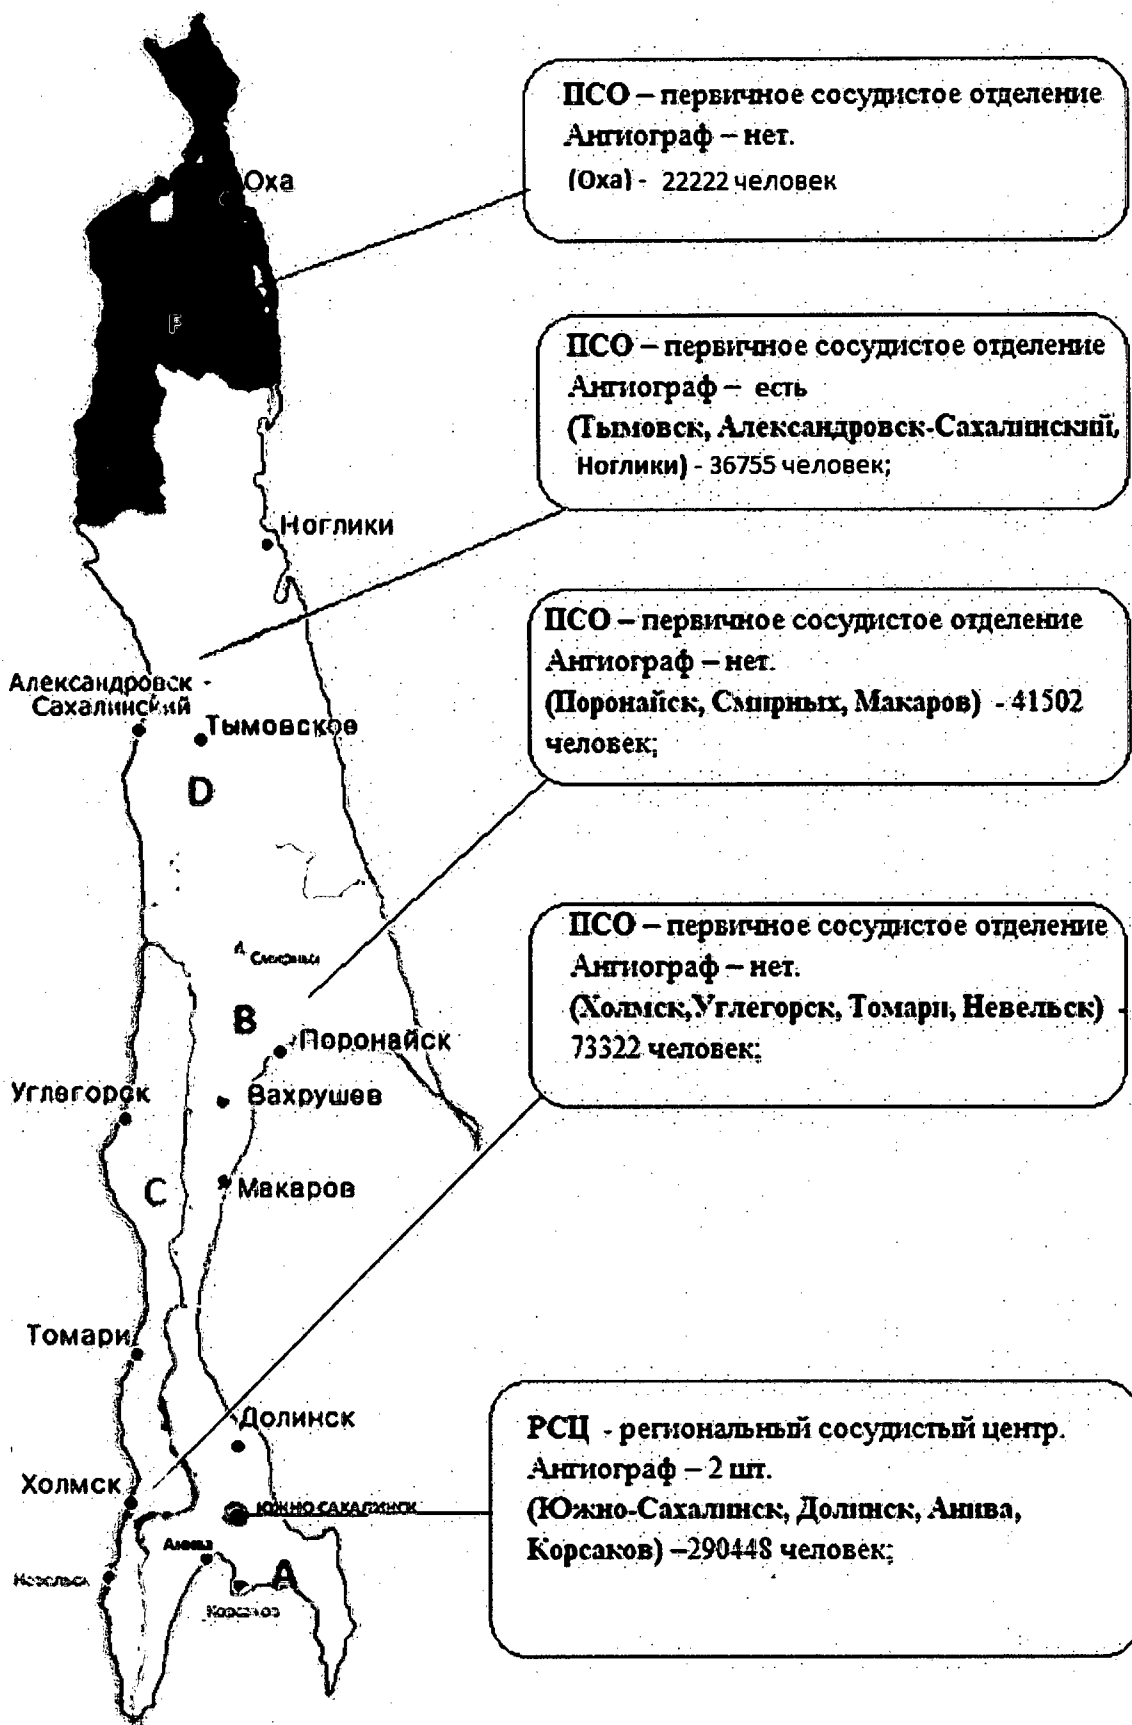 ПСО – первичное сосудистое отделение
Ангиограф – нет.
(Оха) - 22222 человек
Оха
ПСО – первичное сосудистое отделение
Ангиограф – есть
(Тымовск, Александровск-Сахалинский,
Ноглики) - 36755 человек;
Ноглики
ПСО – первичное сосудистое отделение
Ангиограф – нет.
(Поронайск, Смирных, Макаров) - 41502
человек;
Александровск -
Сахалинский
Тымовское
D
ПСО – первичное сосудистое отделение
Ангиограф – нет.
(Холмск,Углегорск, Томари, Невельск) -
73322 человек;
Смирных
B
Поронайск
Углегорск
Вахрушев
C
Макаров
Томари
Долинск
РСЦ - региональный сосудистый центр.
Ангиограф – 2 шт.
(Южно-Сахалинск, Долинск, Анива,
Корсаков) –290448 человек;
Холмск
ЮЖНО-САХАЛИНСК
Анива
A
Невельск
Корсаков